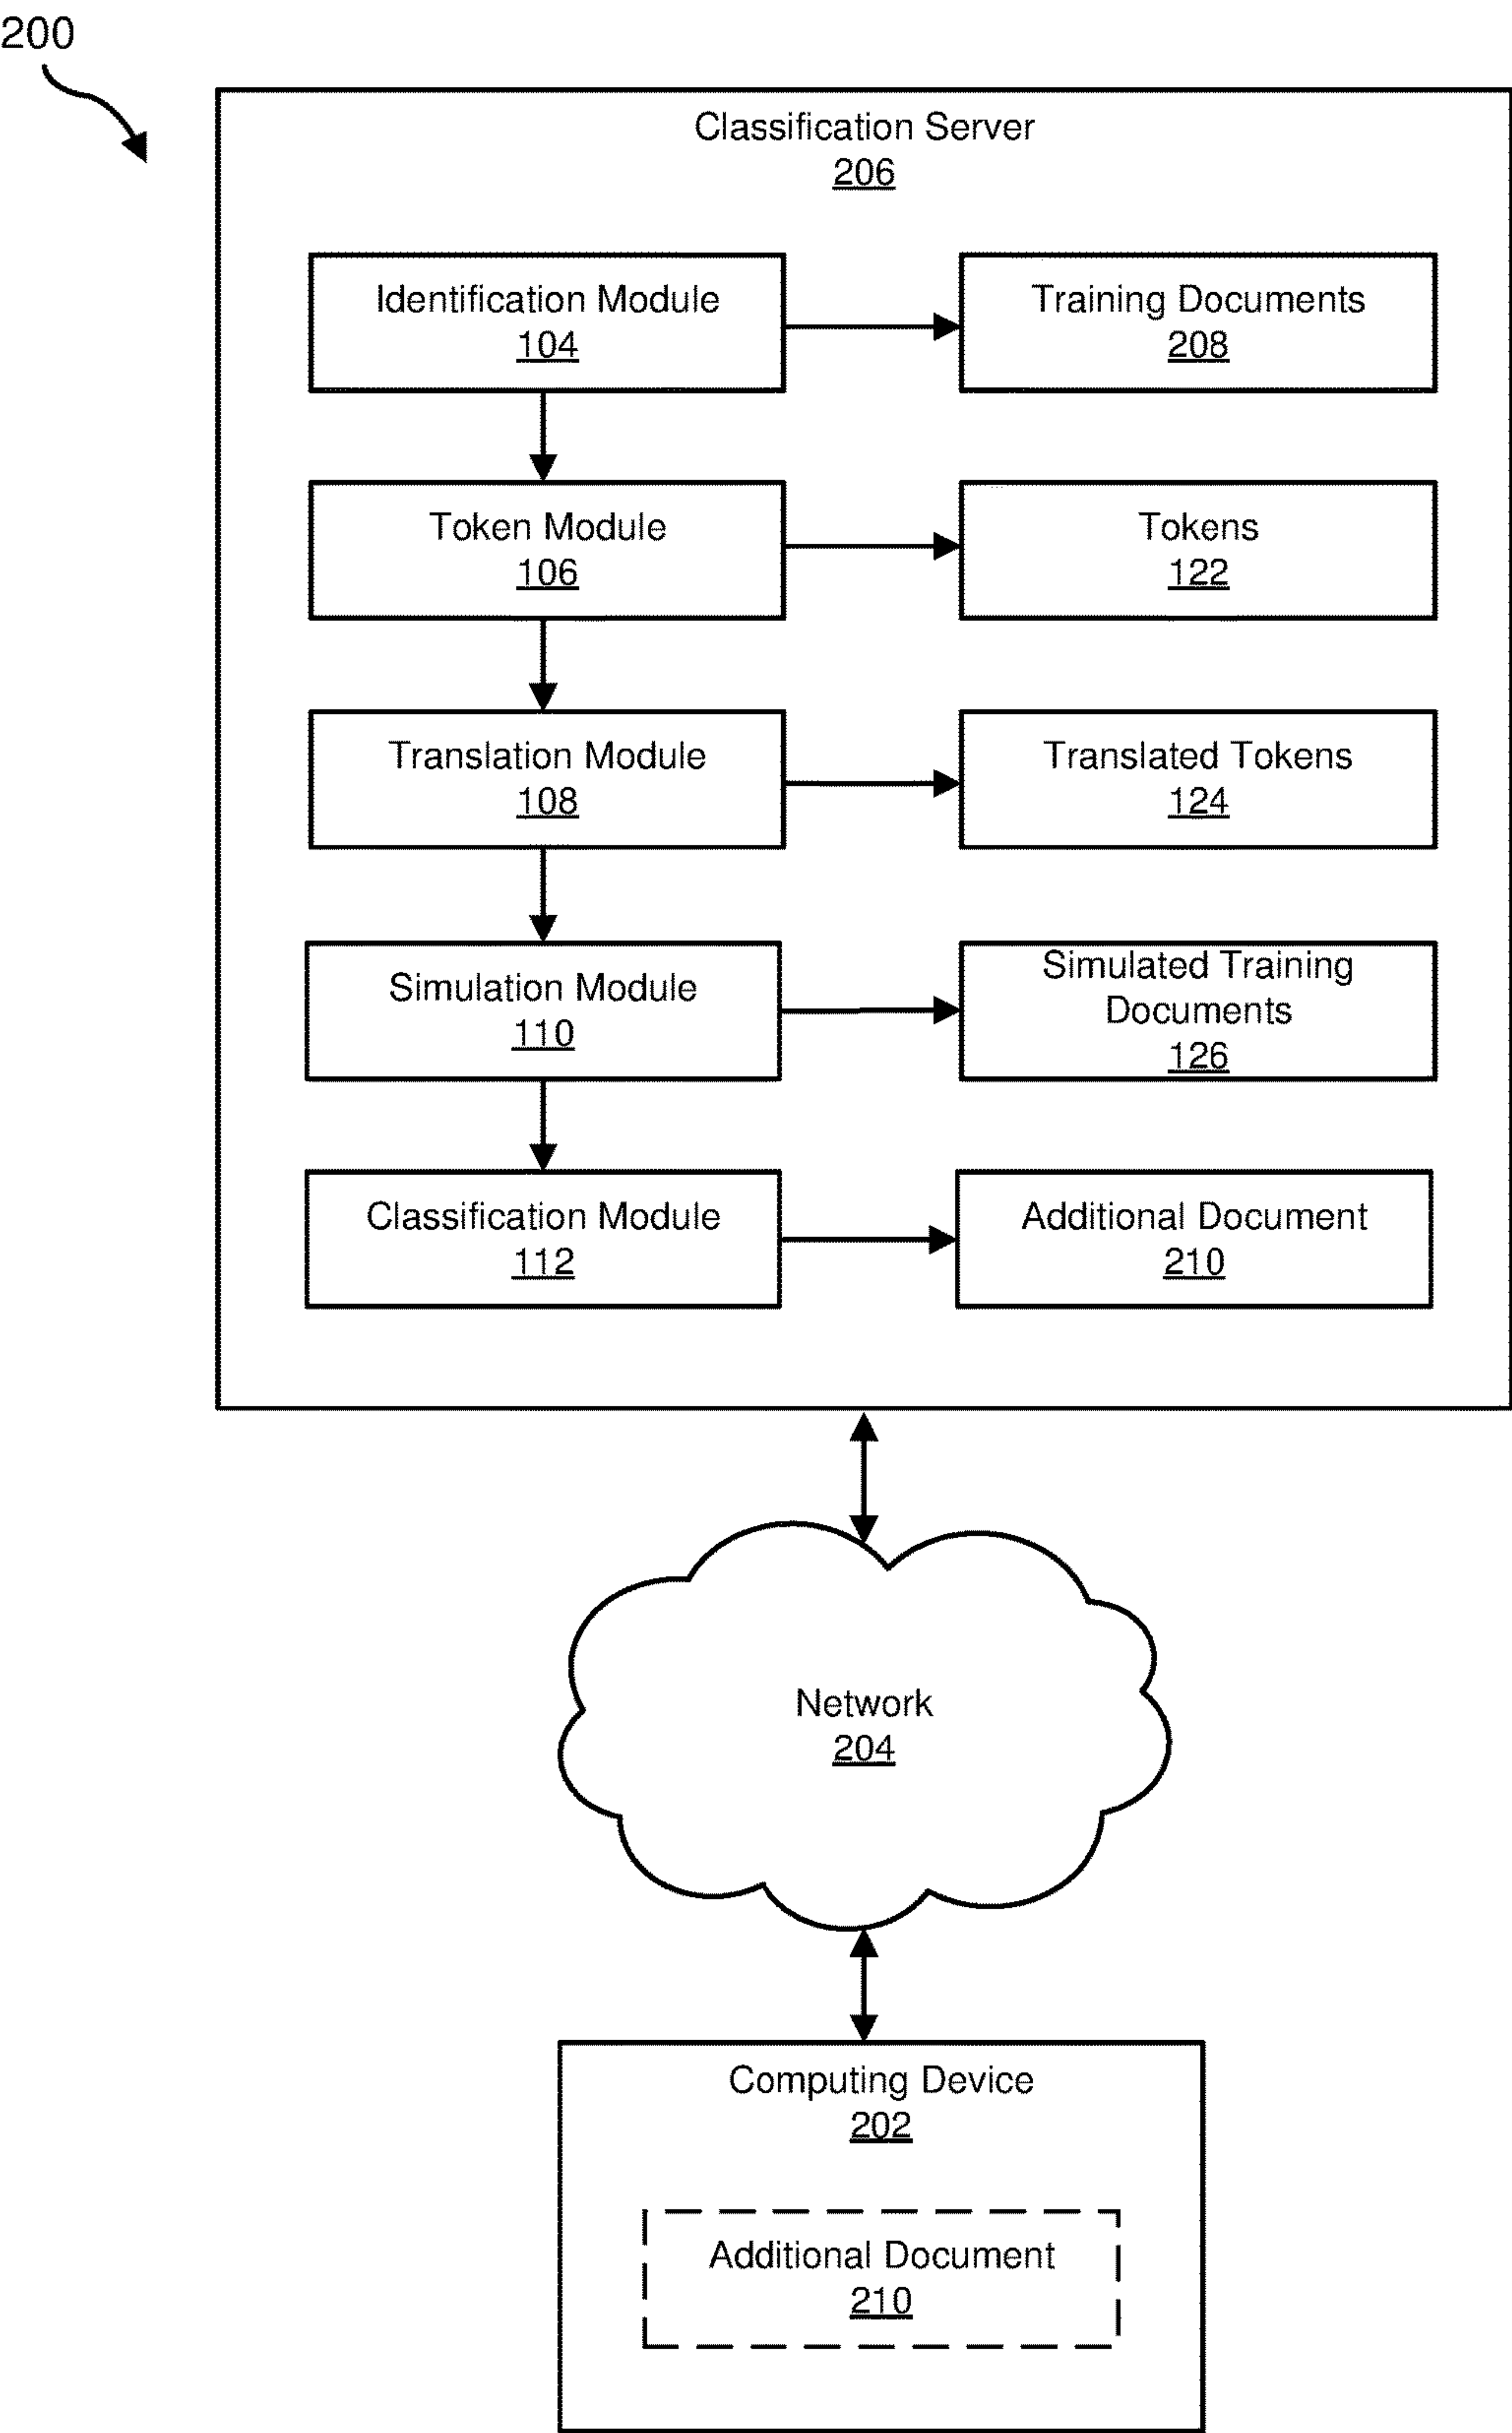 200
Classification Server
206
Identification Module
104
Training Documents
208
Token Module
106
Tokens
122
Translation Module
108
Translated Tokens
124
Simulation Module
110
Simulated Training
Documents
126
Classification Module
112
Additional Document
210
Network
204
Computing Device
202
Additional Document
210